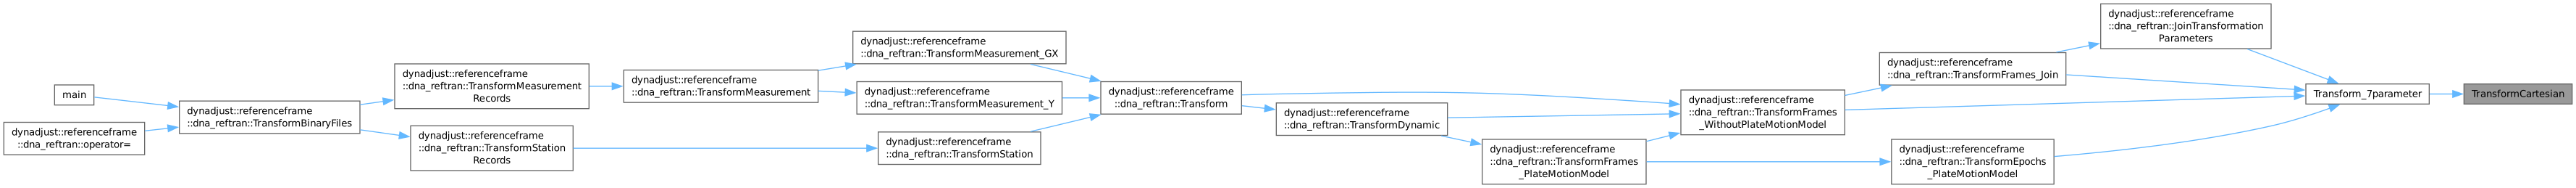 main
dynadjust::referenceframe
::dna_reftran::operator=
dynadjust::referenceframe
::dna_reftran::TransformBinaryFiles
dynadjust::referenceframe
::dna_reftran::TransformMeasurement
Records
dynadjust::referenceframe
::dna_reftran::TransformStation
Records
dynadjust::referenceframe
::dna_reftran::TransformMeasurement
dynadjust::referenceframe
::dna_reftran::TransformMeasurement_GX
dynadjust::referenceframe
::dna_reftran::TransformMeasurement_Y
dynadjust::referenceframe
::dna_reftran::TransformStation
dynadjust::referenceframe
::dna_reftran::Transform
dynadjust::referenceframe
::dna_reftran::TransformDynamic
dynadjust::referenceframe
::dna_reftran::TransformFrames
_PlateMotionModel
dynadjust::referenceframe
::dna_reftran::TransformFrames
_WithoutPlateMotionModel
dynadjust::referenceframe
::dna_reftran::TransformFrames_Join
dynadjust::referenceframe
::dna_reftran::TransformEpochs
_PlateMotionModel
dynadjust::referenceframe
::dna_reftran::JoinTransformation
Parameters
Transform_7parameter
TransformCartesian